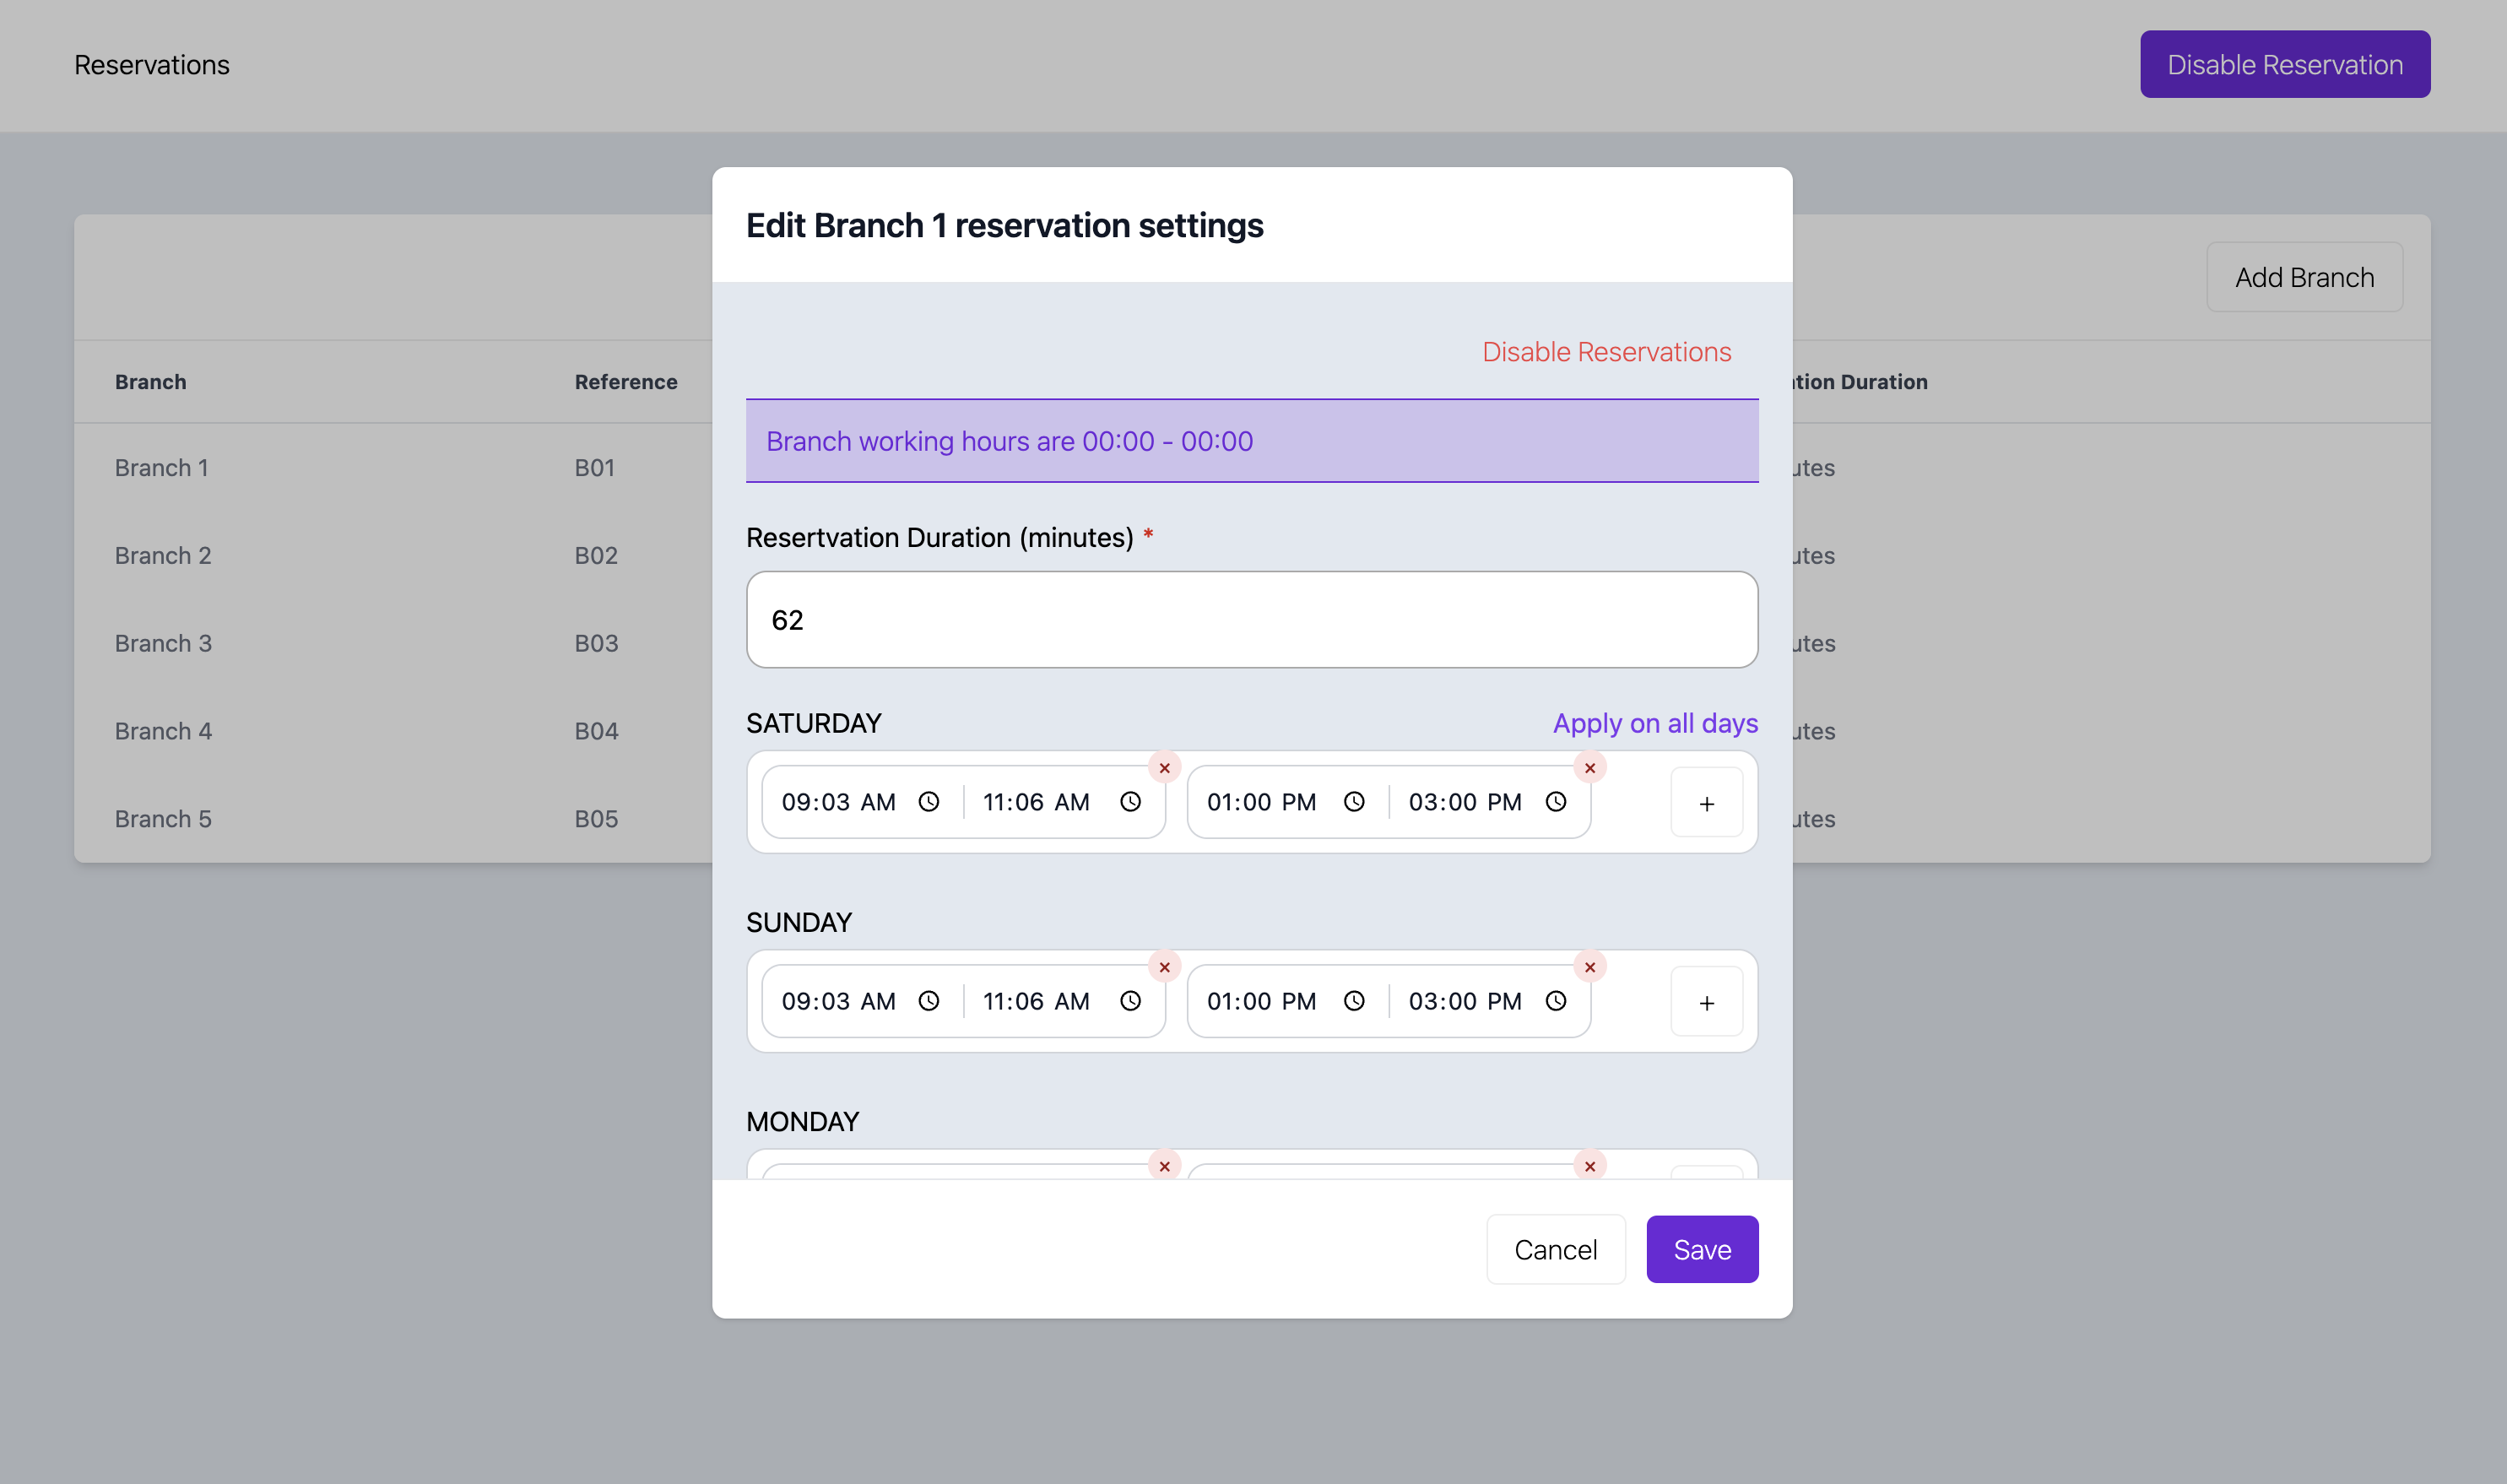 Reservations
Disable Reservation
Edit Branch 1 reservation settings
Add Branch
Disable Reservations
Branch Reference tion Duration
Branch working hours are 00:00 - 00:00
Branch 1 B01 utes
Resertvation Duration (minutes) *
Branch 2 B02 utes
62
Branch 3 B03 utes
SATURDAY Apply on all days
Branch 4 B04 utes
09:03 AM 11:06 AM × 01:00 PM 03:00 PM × +
Branch 5 B05 utes
SUNDAY
09:03 AM 11:06 AM × 01:00 PM 03:00 PM × +
MONDAY
× ×
Cancel Save